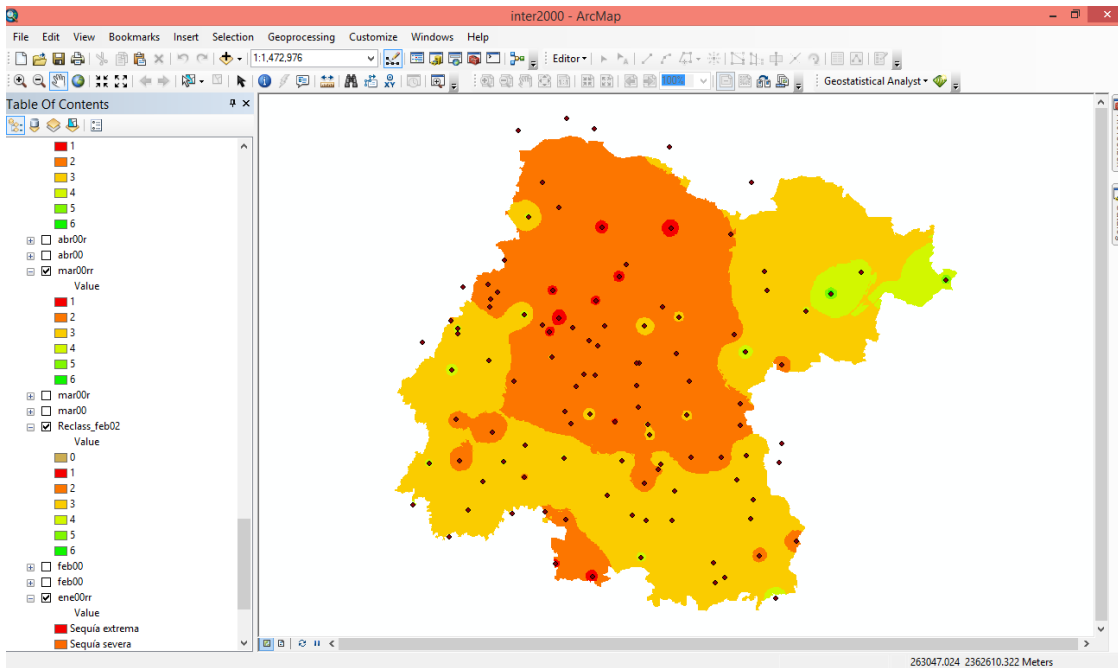 inter2000 - ArcMap
File Edit View Bookmarks Insert Selection Geoprocessing Customize Windows Help
1:1,472,976
Editor
100%
Geostatistical Analyst
Table Of Contents
1
2
3
4
5
6
abr00r
abr00
mar00rr
Value
1
2
3
4
5
6
mar00r
mar00
Reclass_feb02
Value
0
1
2
3
4
5
6
feb00r
feb00
ene00rr
Value
Sequía extrema
Sequía severa
263047.024 2362610.322 Meters